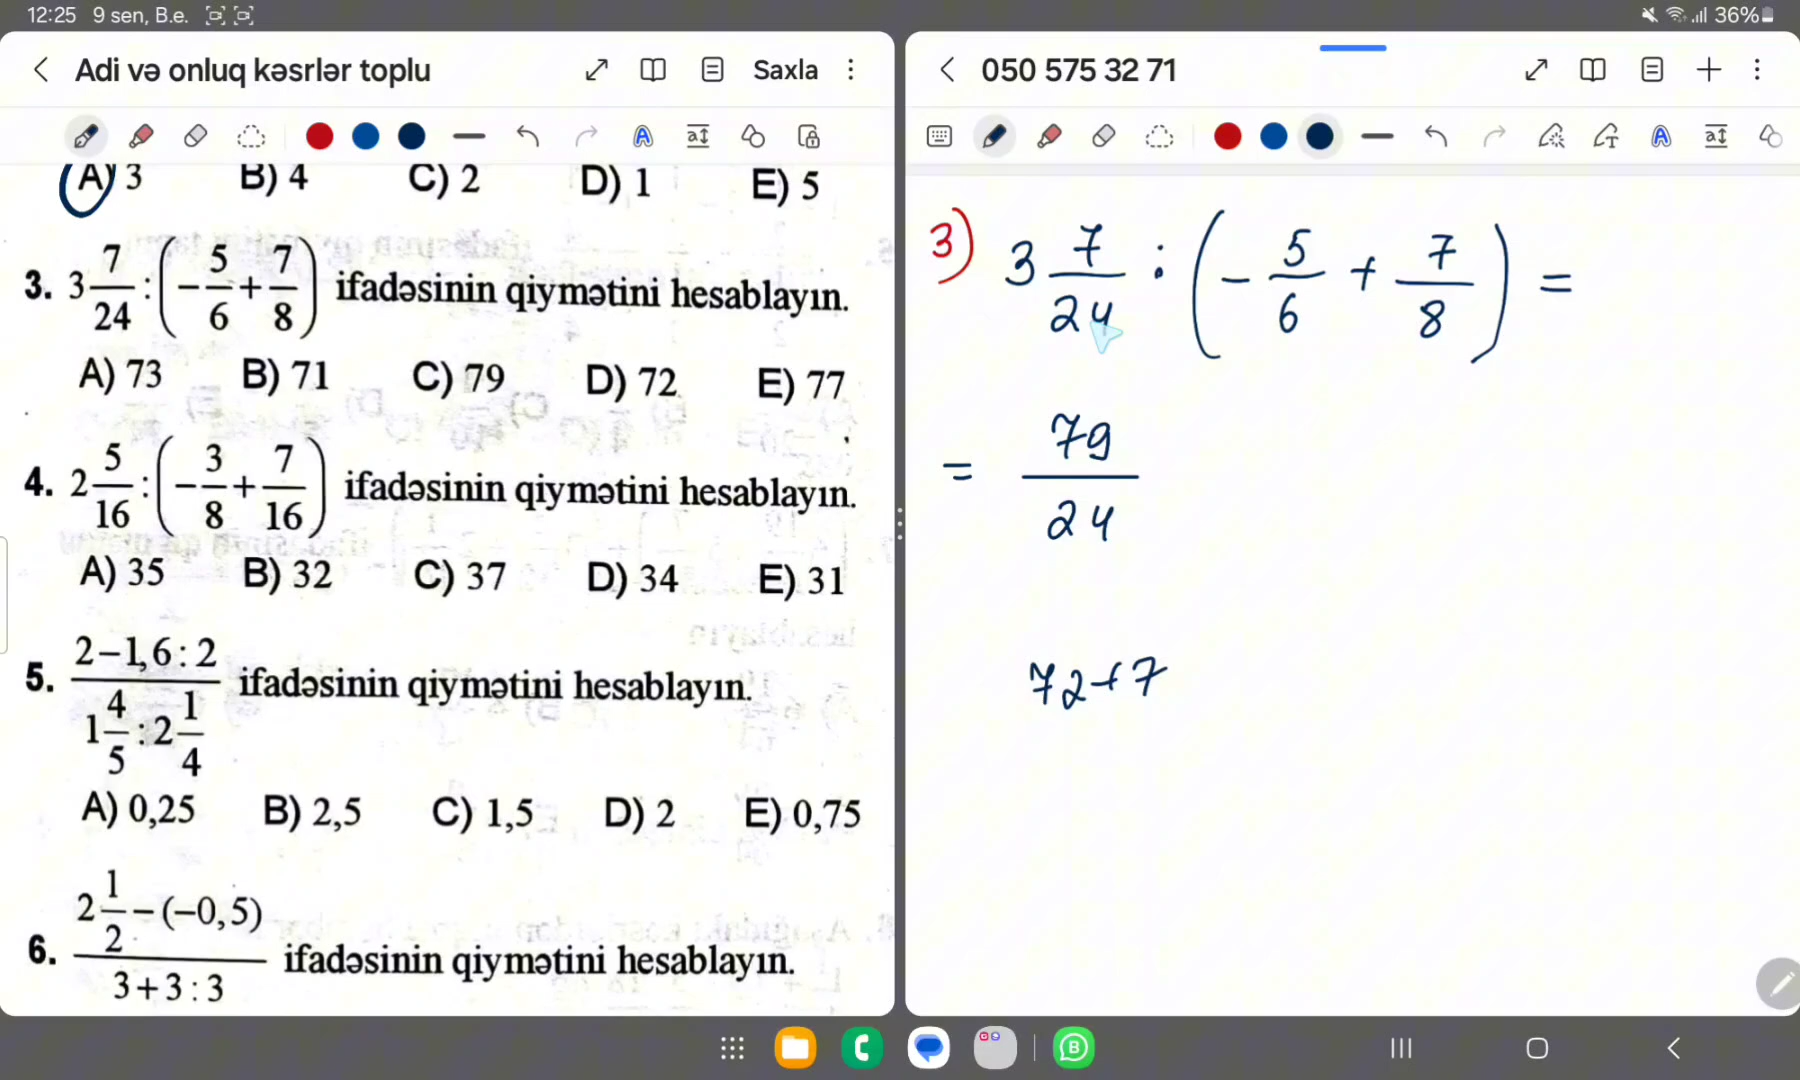 12:25 9 sen, B.e. 36%
Adi və onluq kəsrlər toplu Saxla
A) 3 B) 4 C) 2 D) 1 E) 5
3. 3 7/24 : (-5/6 + 7/8) ifadəsinin qiymətini hesablayın.
A) 73 B) 71 C) 79 D) 72 E) 77
4. 2 5/16 : (-3/8 + 7/16) ifadəsinin qiymətini hesablayın.
A) 35 B) 32 C) 37 D) 34 E) 31
5. (2-1,6:2)/(1 4/5 : 2 1/4) ifadəsinin qiymətini hesablayın.
A) 0,25 B) 2,5 C) 1,5 D) 2 E) 0,75
6. (2 1/2 - (-0,5))/(3+3:3) ifadəsinin qiymətini hesablayın.
050 575 32 71
3) 3 7/24 : (-5/6 + 7/8) =
= 79/24
72+7